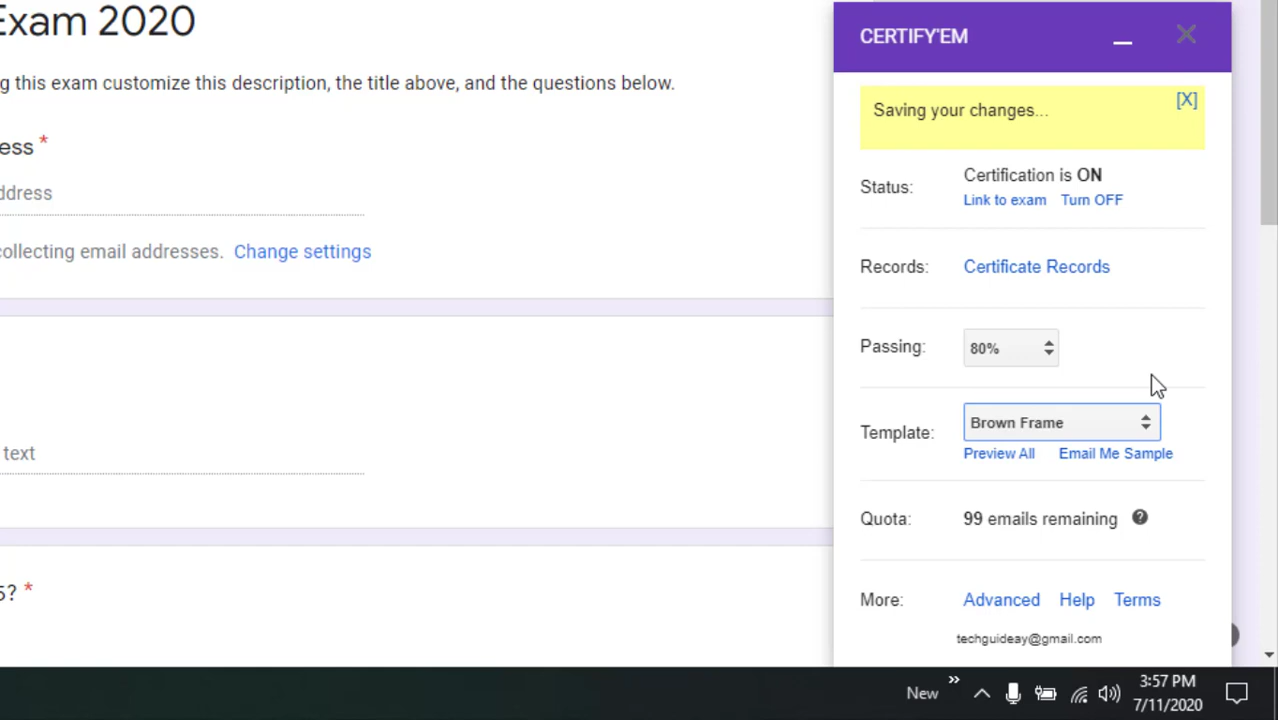 Exam 2020
g this exam customize this description, the title above, and the questions below.
ess *
ddress
collecting email addresses. Change settings
text
5? *
CERTIFY'EM
Saving your changes... [X]
Status: Certification is ON
Link to exam Turn OFF
Records: Certificate Records
Passing: 80%
Template: Brown Frame
Preview All Email Me Sample
Quota: 99 emails remaining ?
More: Advanced Help Terms
techguideay@gmail.com
New »
3:57 PM
7/11/2020